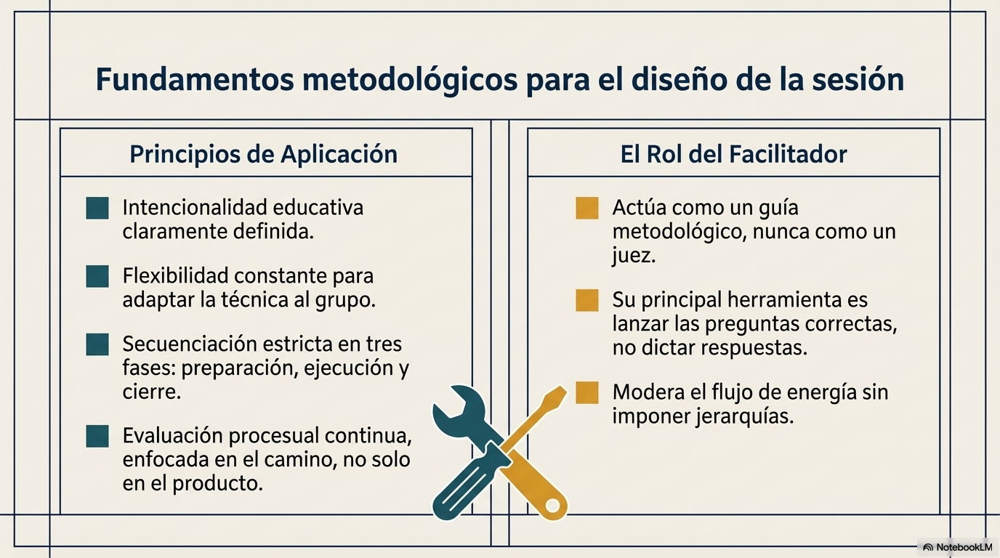 Fundamentos metodológicos para el diseño de la sesión
Principios de Aplicación
Intencionalidad educativa
claramente definida.
Flexibilidad constante para
adaptar la técnica al grupo.
Secuenciación estricta en tres
fases: preparación, ejecución y
cierre.
Evaluación procesual continua,
enfocada en el camino, no solo
en el producto.
El Rol del Facilitador
Actúa como un guía
metodológico, nunca como un
juez.
Su principal herramienta es
lanzar las preguntas correctas,
no dictar respuestas.
Modera el flujo de energía sin
imponer jerarquías.
NotebookLM